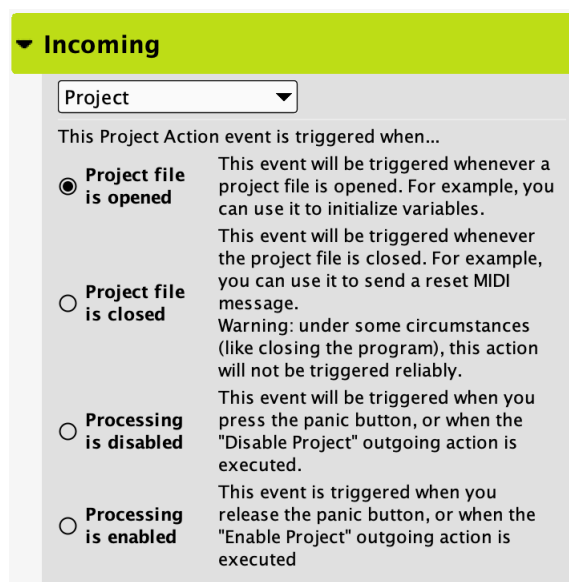 Incoming
Project
This Project Action event is triggered when...
Project file
is opened
This event will be triggered whenever a
project file is opened. For example, you
can use it to initialize variables.
Project file
is closed
This event will be triggered whenever
the project file is closed. For example,
you can use it to send a reset MIDI
message.
Warning: under some circumstances
(like closing the program), this action
will not be triggered reliably.
Processing
is disabled
This event will be triggered when you
press the panic button, or when the
"Disable Project" outgoing action is
executed.
Processing
is enabled
This event is triggered when you
release the panic button, or when the
"Enable Project" outgoing action is
executed